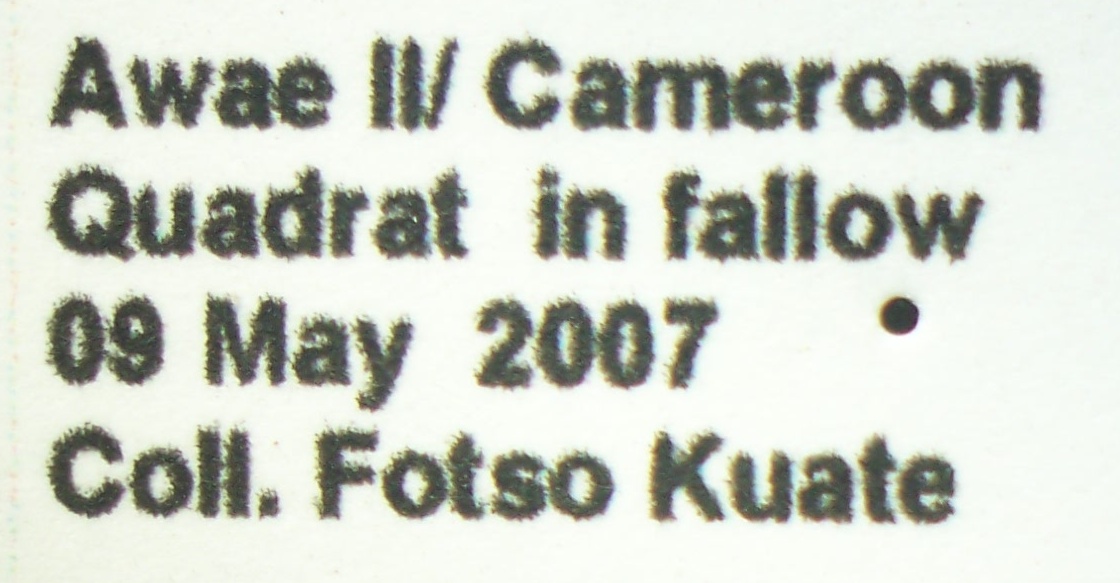 Awae II/ Cameroon
Quadrat in fallow
09 May 2007
Coll. Fotso Kuate